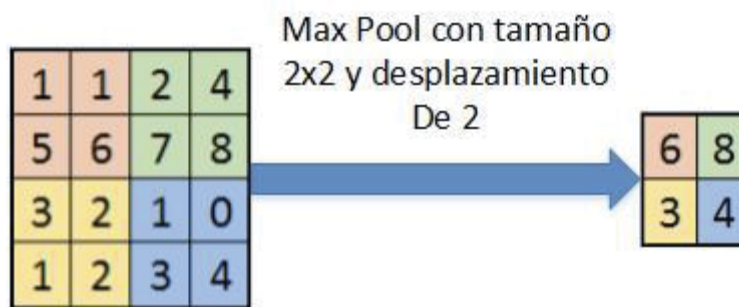 Max Pool con tamaño
2x2 y desplazamiento
De 2
1 1 2 4
5 6 7 8
3 2 1 0
1 2 3 4
6 8
3 4